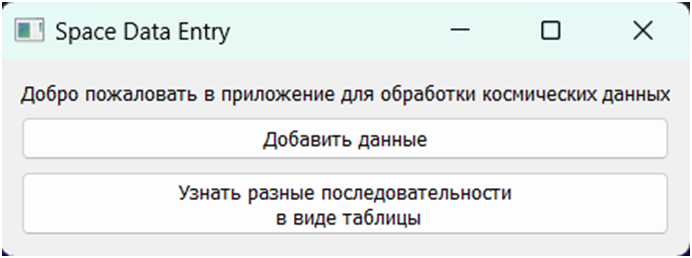 Space Data Entry
Добро пожаловать в приложение для обработки космических данных
Добавить данные
Узнать разные последовательности
в виде таблицы